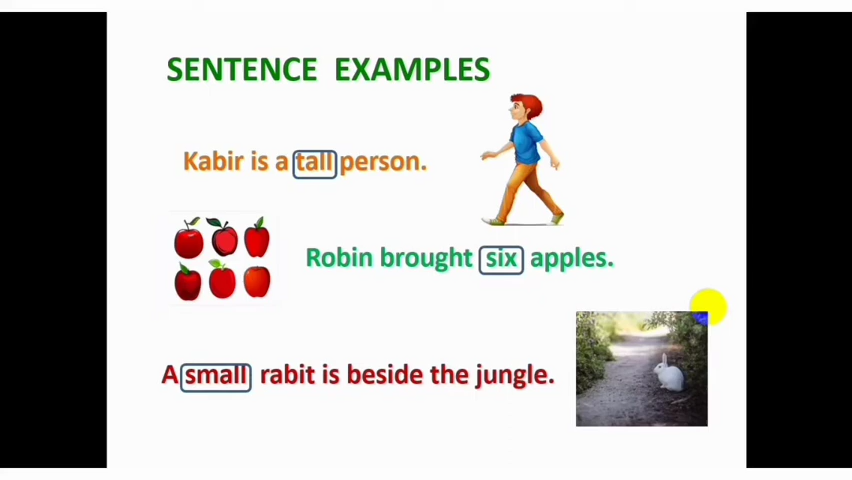 SENTENCE EXAMPLES
Kabir is a tall person.
Robin brought six apples.
A small rabit is beside the jungle.